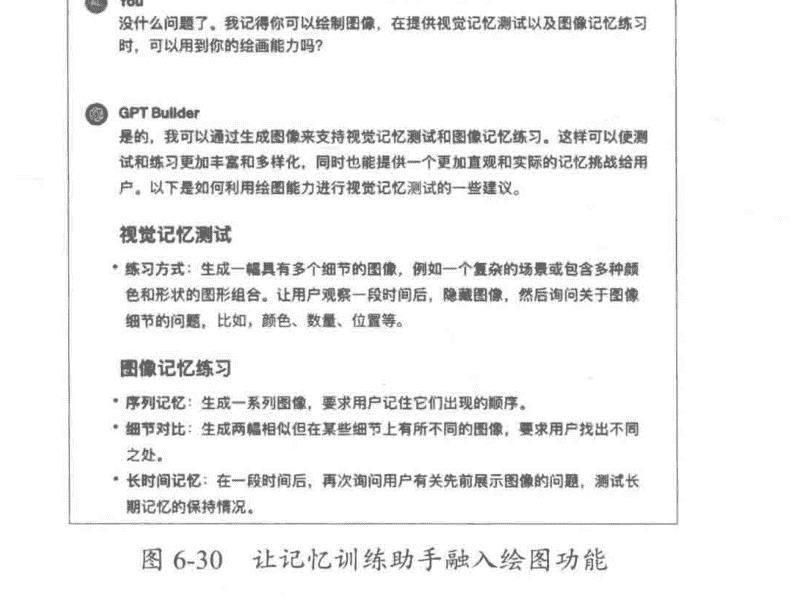 You
没什么问题了。我记得你可以绘制图像，在提供视觉记忆测试以及图像记忆练习
时，可以用到你的绘画能力吗？
GPT Builder
是的，我可以通过生成图像来支持视觉记忆测试和图像记忆练习。这样可以使测
试和练习更加丰富和多样化，同时也能提供一个更加直观和实际的记忆挑战给用
户。以下是如何利用绘图能力进行视觉记忆测试的一些建议。
视觉记忆测试
• 练习方式：生成一幅具有多个细节的图像，例如一个复杂的场景或包含多种颜
色和形状的图形组合。让用户观察一段时间后，隐藏图像，然后询问关于图像
细节的问题，比如，颜色、数量、位置等。
图像记忆练习
• 序列记忆：生成一系列图像，要求用户记住它们出现的顺序。
• 细节对比：生成两幅相似但在某些细节上有所不同的图像，要求用户找出不同
之处。
• 长时间记忆：在一段时间后，再次询问用户有关先前展示图像的问题，测试长
期记忆的保持情况。
图 6-30 让记忆训练助手融入绘图功能